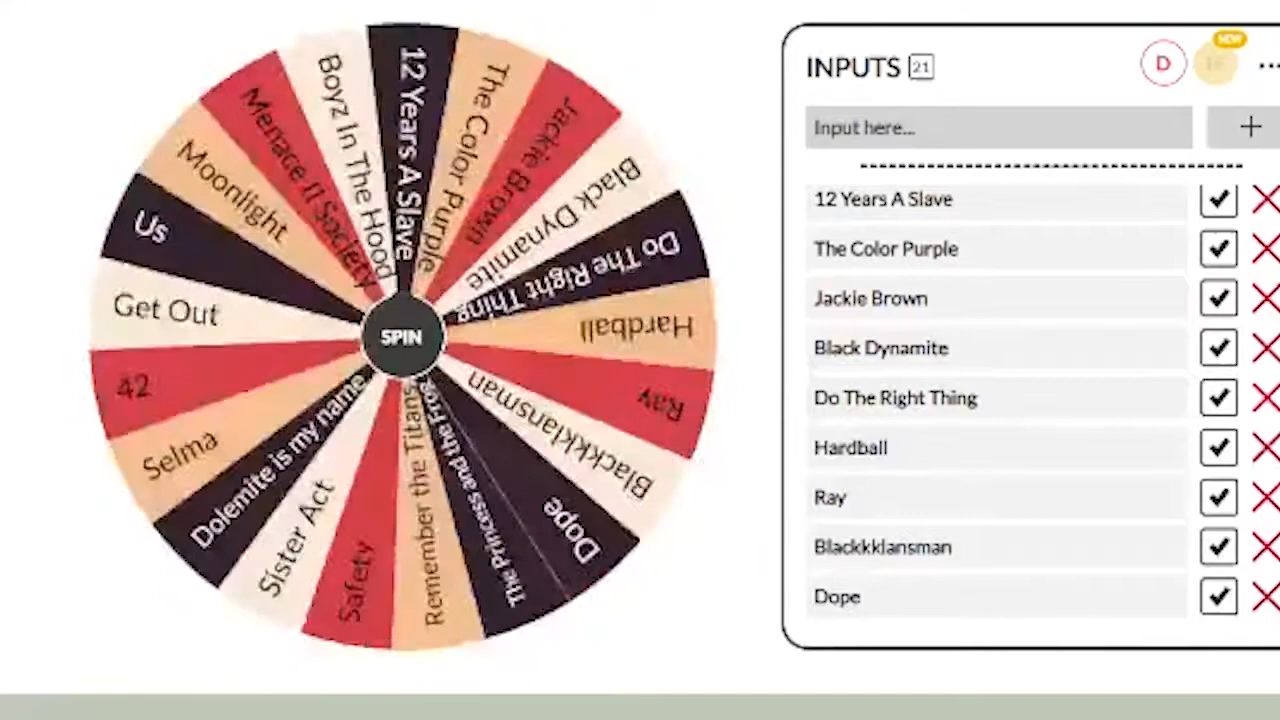 12 Years A Slave
The Color Purple
Jackie Brown
Black Dynamite
Do The Right Thing
Hardball
Ray
Blackkklansman
Dope
The Princess and the Frog
Remember the Titans
Safety
Sister Act
Dolemite is my name
Selma
42
Get Out
Us
Moonlight
Menace II Society
Boyz In The Hood
SPIN
INPUTS 21
D
NEW
Input here...
12 Years A Slave
The Color Purple
Jackie Brown
Black Dynamite
Do The Right Thing
Hardball
Ray
Blackkklansman
Dope